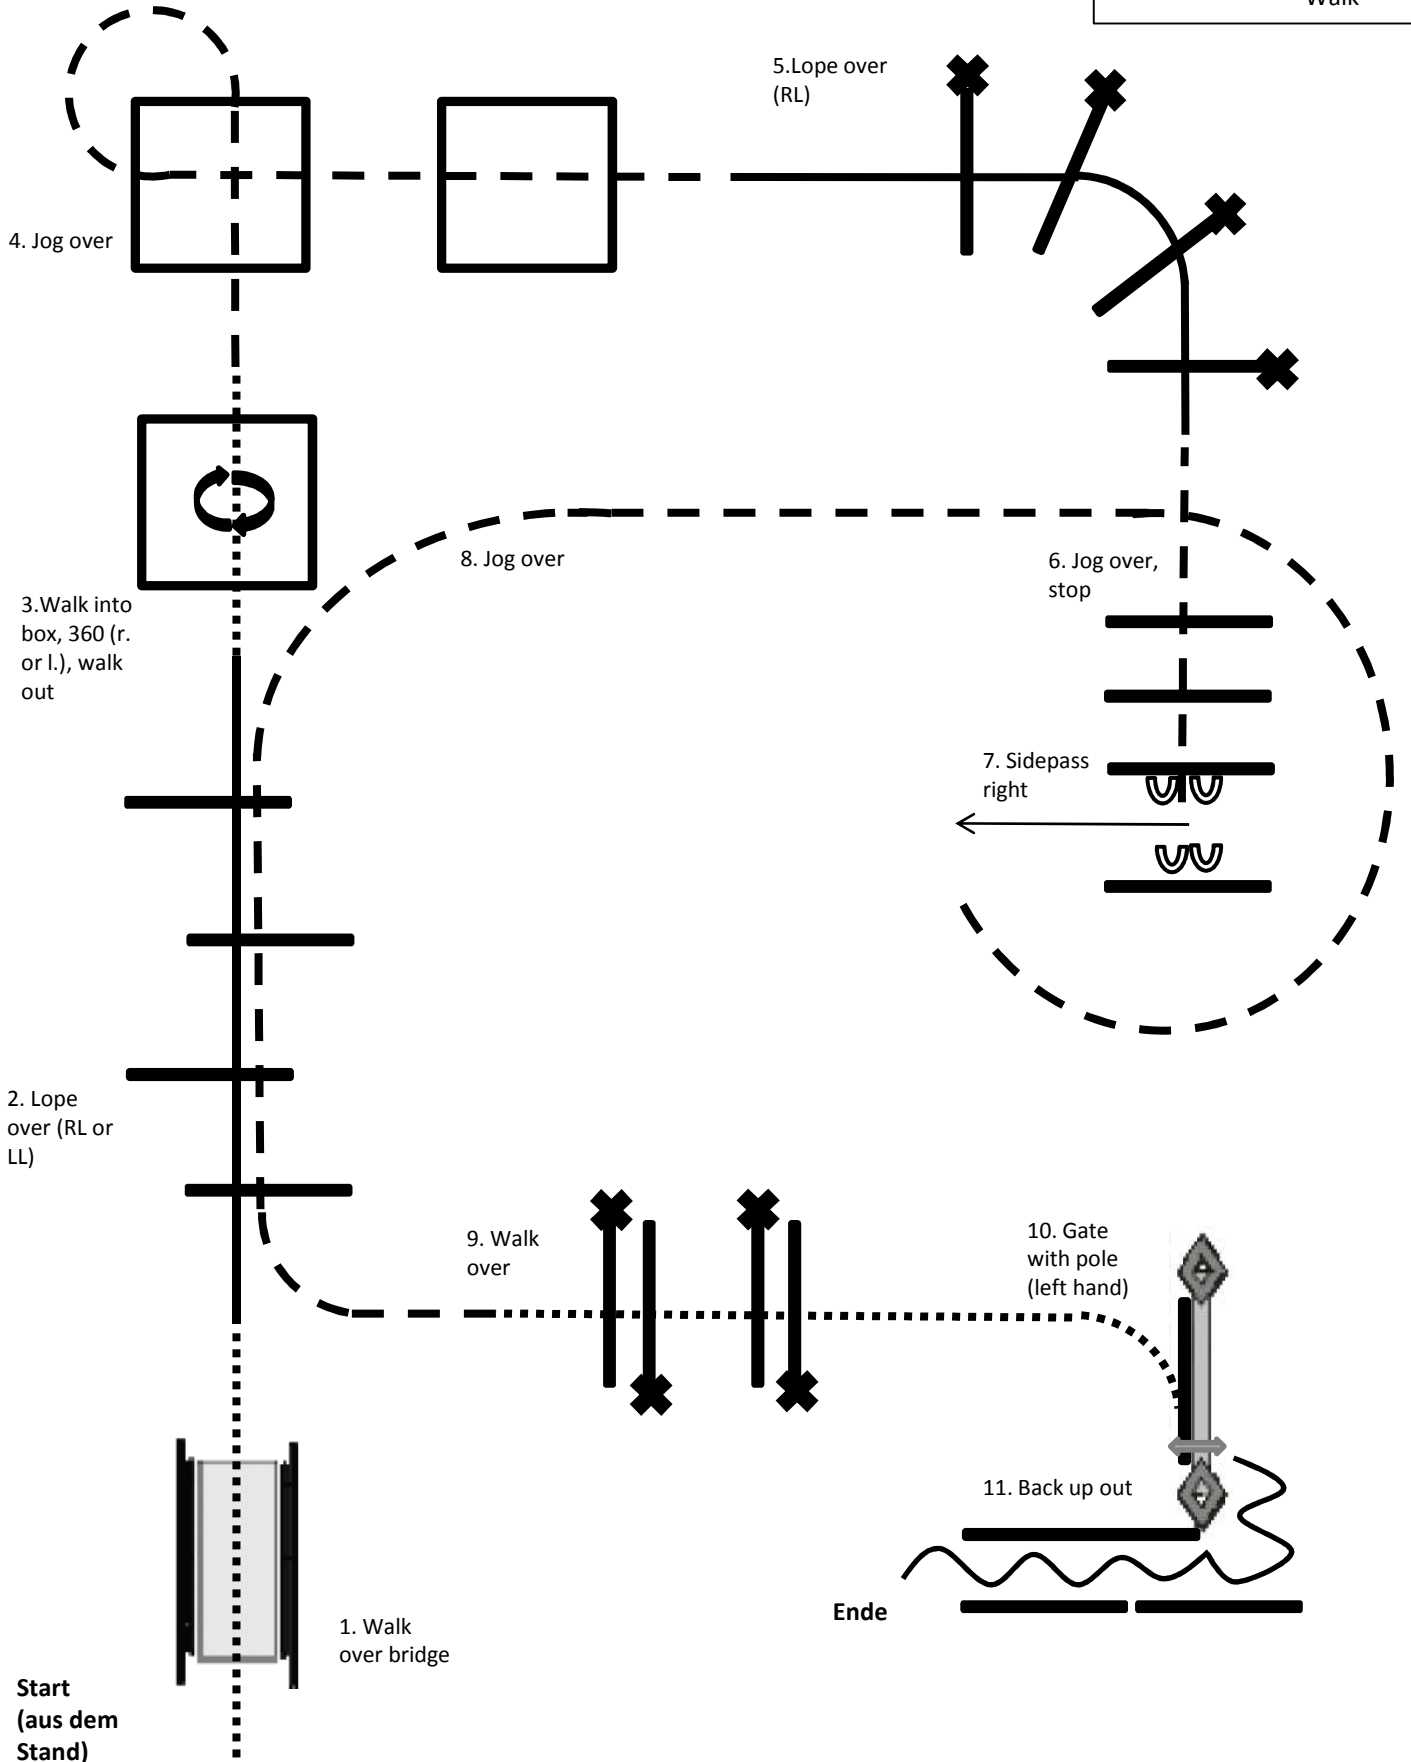 Walk
5.Lope over
(RL)
4. Jog over
8. Jog over
6. Jog over,
stop
3.Walk into
box, 360 (r.
or l.), walk
out
7. Sidepass
right
2. Lope
over (RL or
LL)
9. Walk
over
10. Gate
with pole
(left hand)
11. Back up out
Ende
1. Walk
over bridge
Start
(aus dem
Stand)